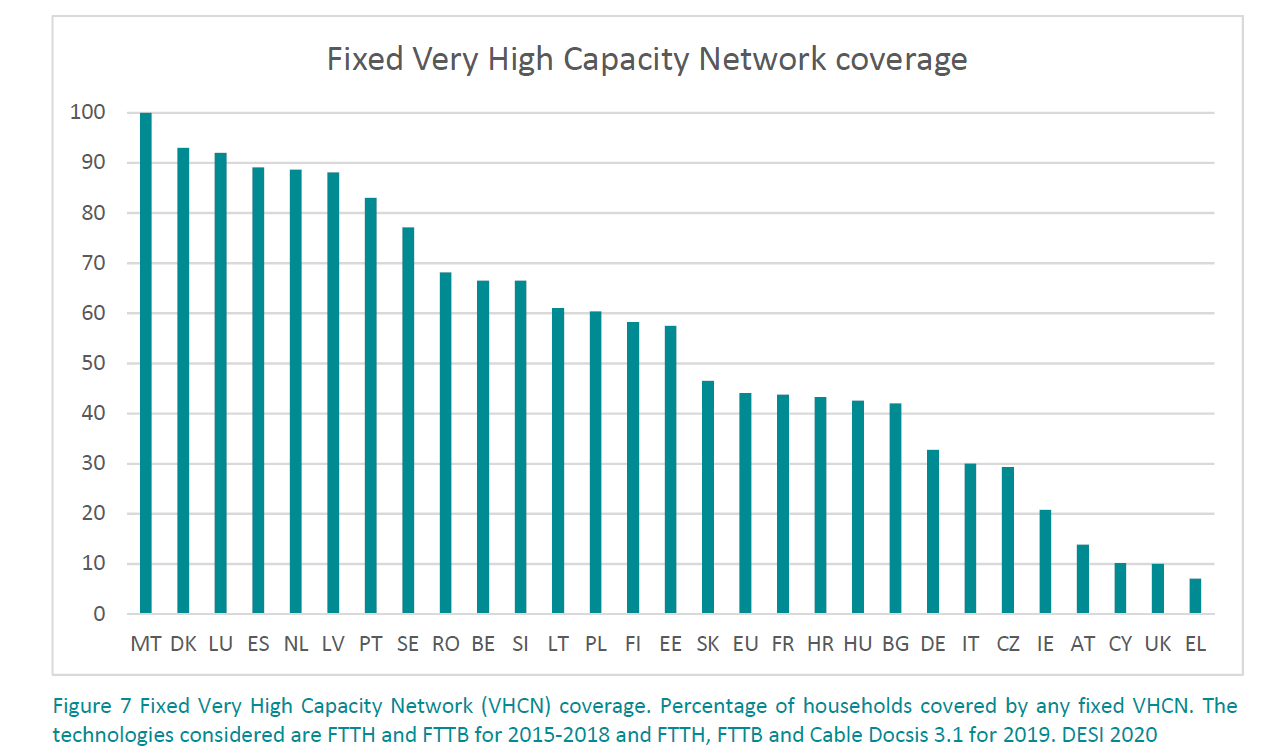 Fixed Very High Capacity Network coverage
100
90
80
70
60
50
40
30
20
10
0
MT DK LU ES NL LV PT SE RO BE SI LT PL FI EE SK EU FR HR HU BG DE IT CZ IE AT CY UK EL
Figure 7 Fixed Very High Capacity Network (VHCN) coverage. Percentage of households covered by any fixed VHCN. The
technologies considered are FTTH and FTTB for 2015-2018 and FTTH, FTTB and Cable Docsis 3.1 for 2019. DESI 2020